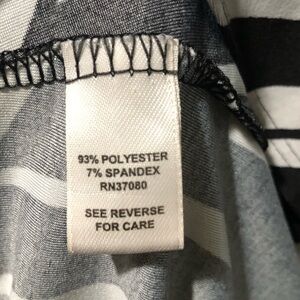 93% POLYESTER
7% SPANDEX
RN37080
SEE REVERSE
FOR CARE